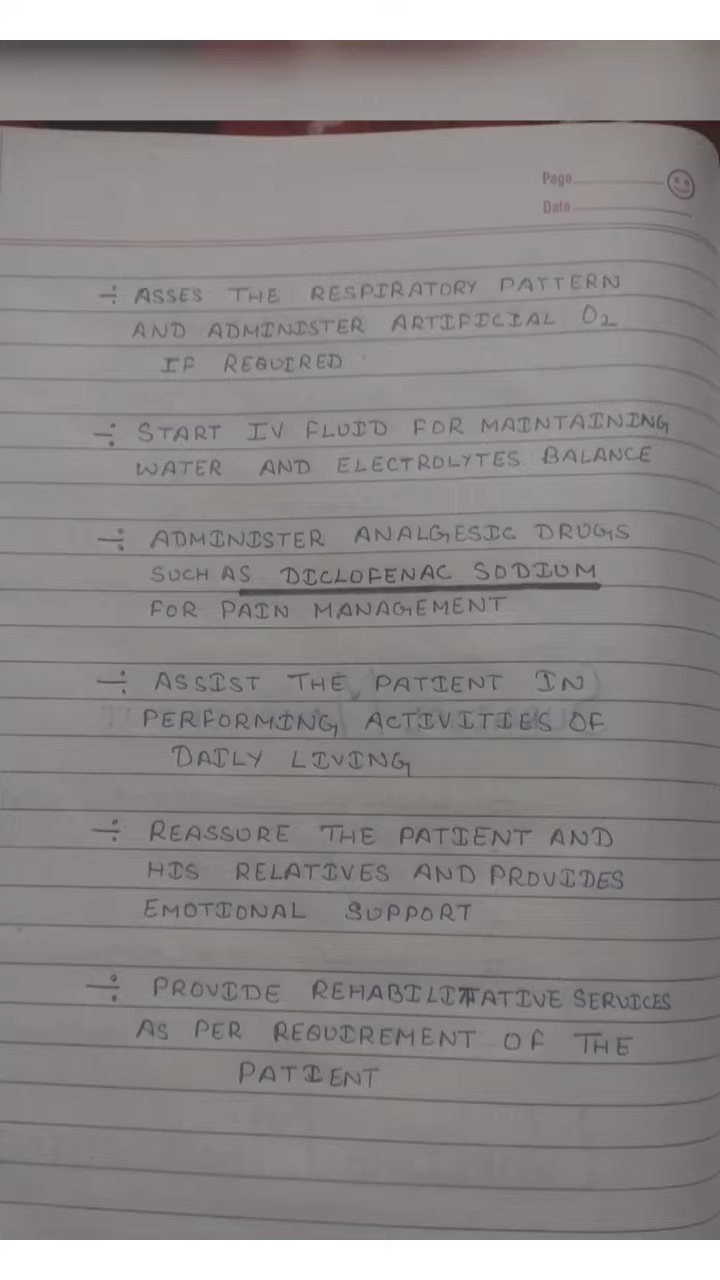 Page
Date
÷ ASSES THE RESPIRATORY PATTERN
AND ADMINISTER ARTIFICIAL O2
IF REQUIRED
÷ START IV FLUID FOR MAINTAINING
WATER AND ELECTROLYTES BALANCE
÷ ADMINISTER ANALGESIC DRUGS
SUCH AS DICLOFENAC SODIUM
FOR PAIN MANAGEMENT
÷ ASSIST THE PATIENT IN
PERFORMING ACTIVITIES OF
DAILY LIVING
÷ REASSURE THE PATIENT AND
HIS RELATIVES AND PROVIDES
EMOTIONAL SUPPORT
÷ PROVIDE REHABILITATIVE SERVICES
AS PER REQUIREMENT OF THE
PATIENT